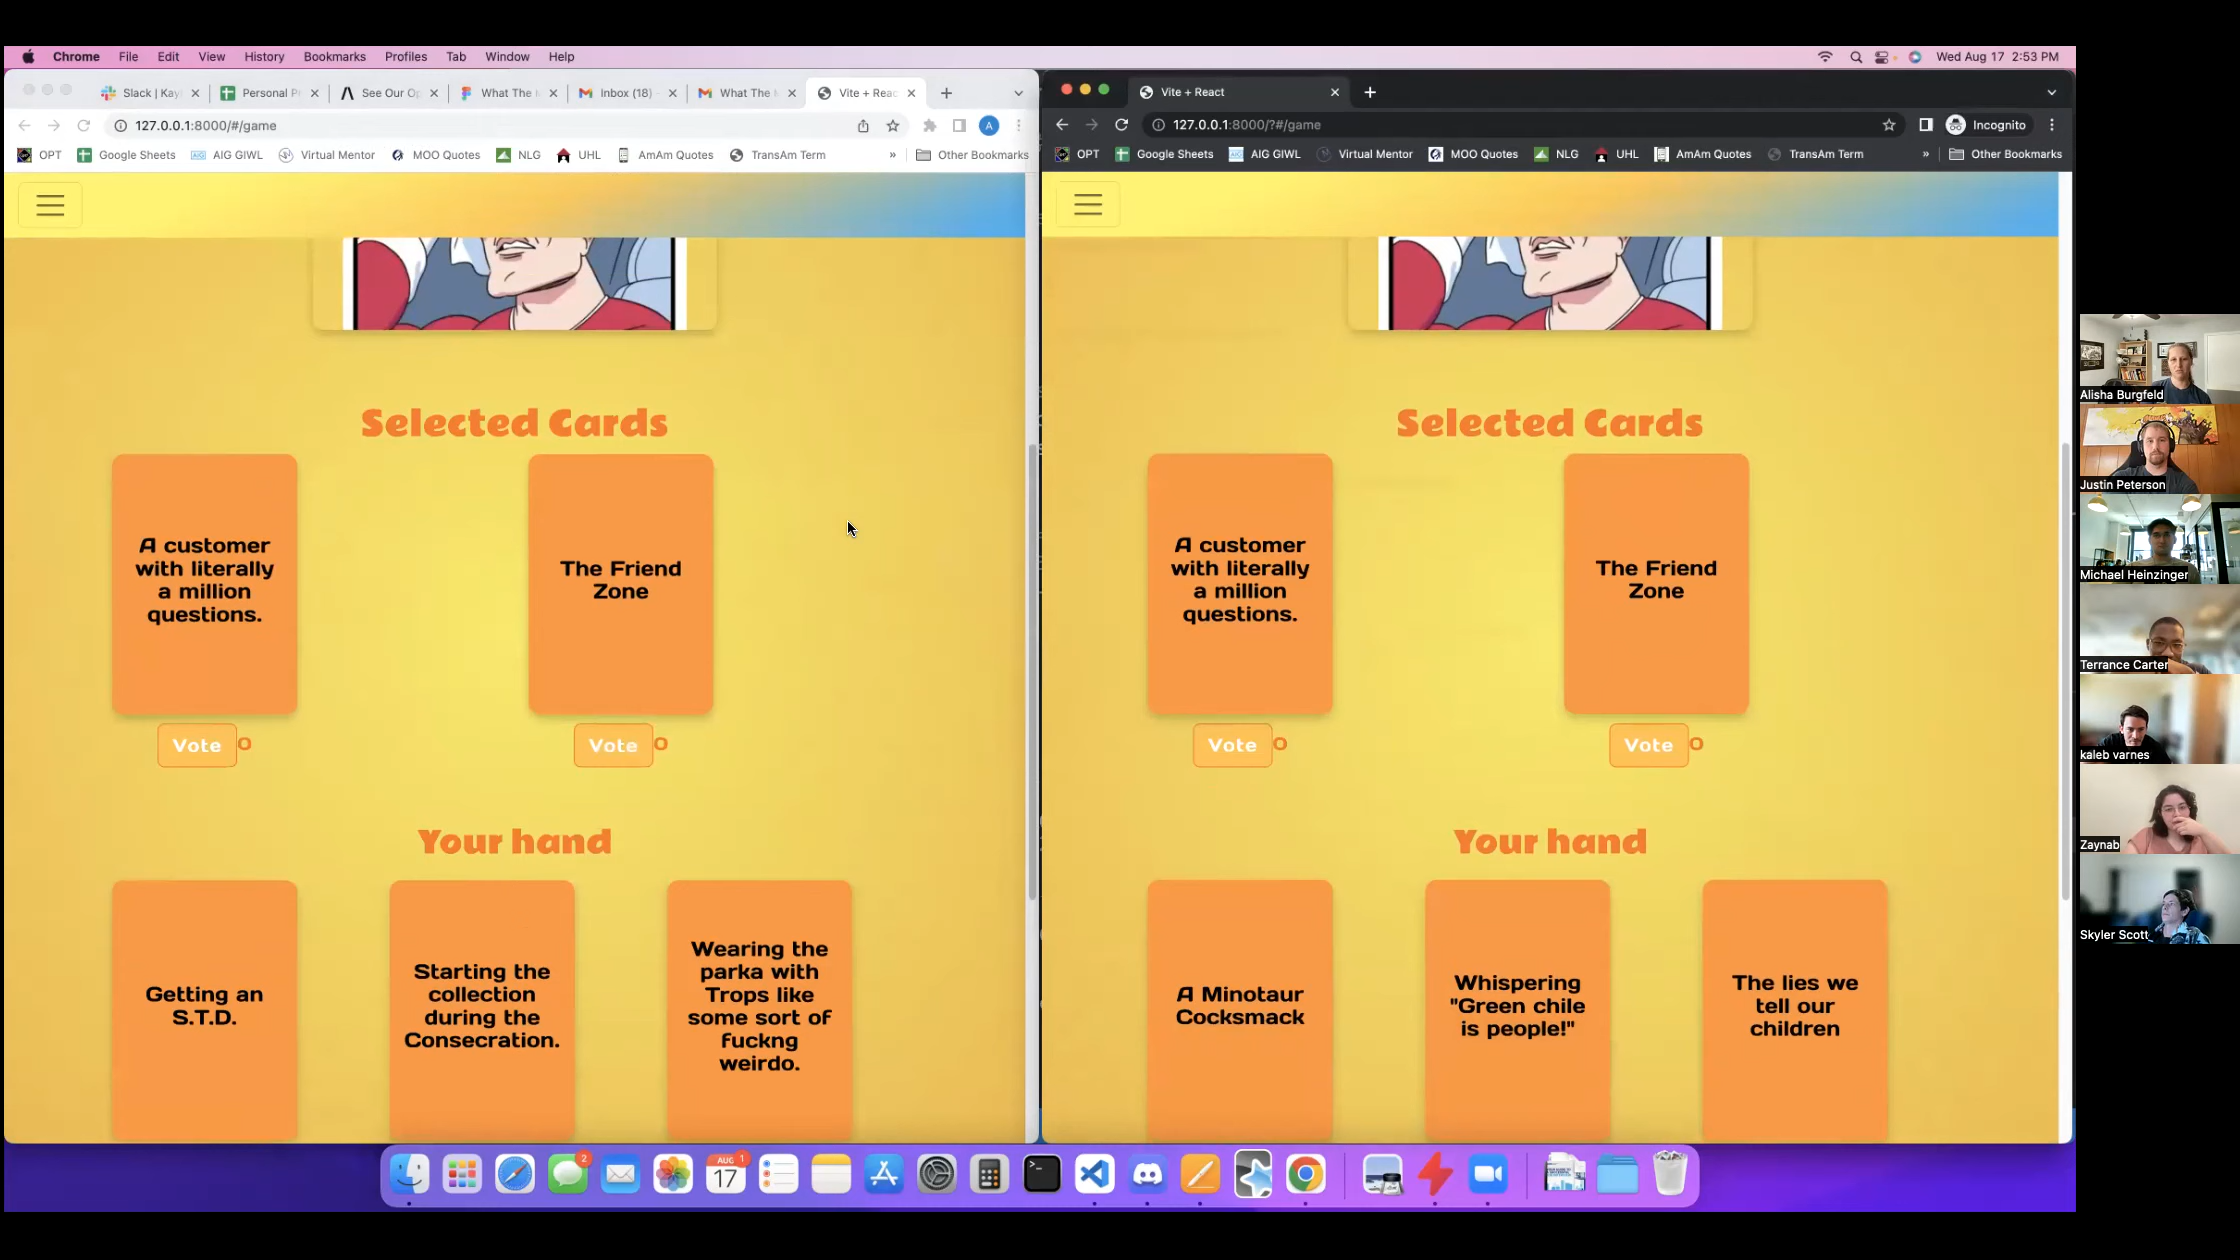 Chrome File Edit View History Bookmarks Profiles Tab Window Help
Wed Aug 17 2:53 PM
Slack | Kay
Personal P
See Our Op
What The
Inbox (18) -
What The
Vite + Reac
127.0.0.1:8000/#/game
A
OPT Google Sheets AIG GIWL Virtual Mentor MOO Quotes NLG UHL AmAm Quotes TransAm Term » Other Bookmarks
Selected Cards
A customer
with literally
a million
questions.
The Friend
Zone
Vote 0
Vote 0
Your hand
Getting an
S.T.D.
Starting the
collection
during the
Consecration.
Wearing the
parka with
Trops like
some sort of
fuckng
weirdo.
Vite + React
127.0.0.1:8000/?#/game
Incognito
OPT Google Sheets AIG GIWL Virtual Mentor MOO Quotes NLG UHL AmAm Quotes TransAm Term » Other Bookmarks
Selected Cards
A customer
with literally
a million
questions.
The Friend
Zone
Vote 0
Vote 0
Your hand
A Minotaur
Cocksmack
Whispering
"Green chile
is people!"
The lies we
tell our
children
Alisha Burgfeld
Justin Peterson
Michael Heinzinger
Terrance Carter
kaleb varnes
Zaynab
Skyler Scott
2
AUG 1
17